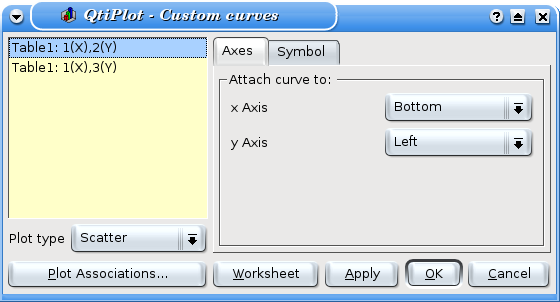 QtiPlot - Custom curves
Table1: 1(X),2(Y)
Table1: 1(X),3(Y)
Plot type Scatter
Axes Symbol
Attach curve to:
x Axis Bottom
y Axis Left
Plot Associations... Worksheet Apply OK Cancel